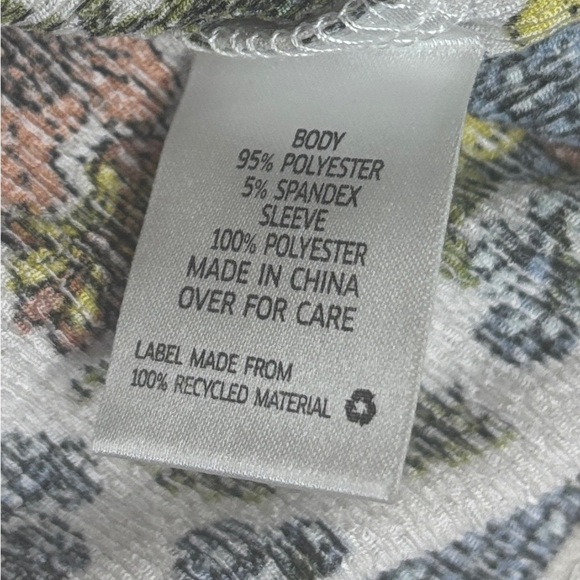 BODY
95% POLYESTER
5% SPANDEX
SLEEVE
100% POLYESTER
MADE IN CHINA
OVER FOR CARE
LABEL MADE FROM
100% RECYCLED MATERIAL